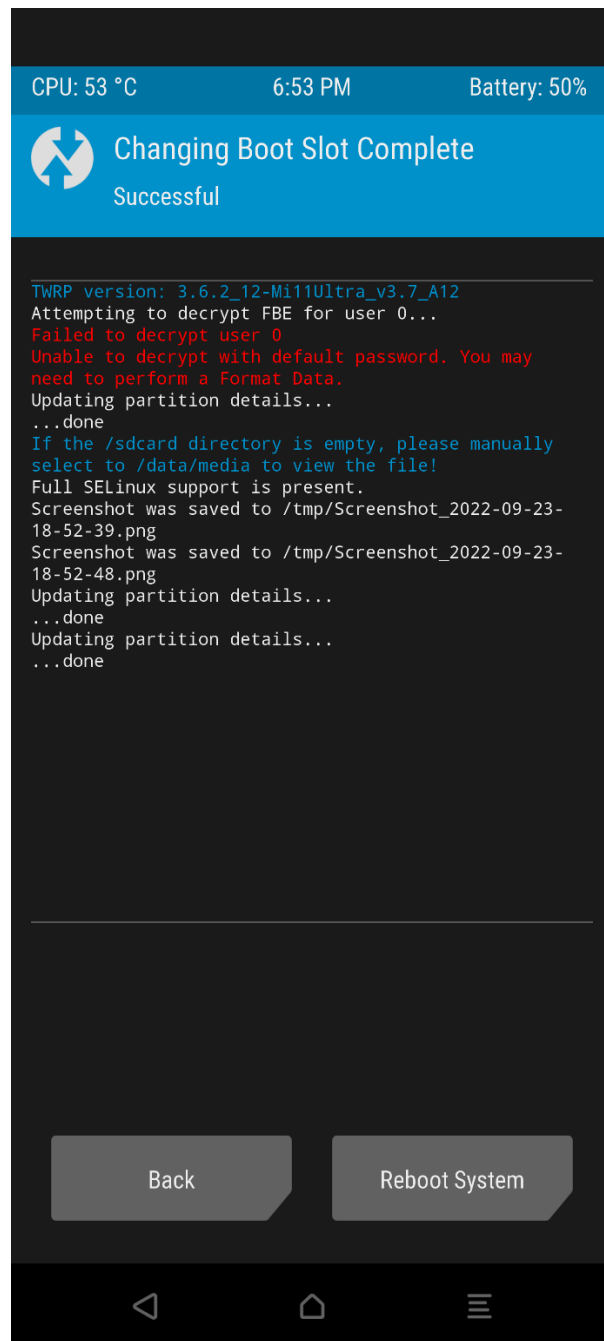 CPU: 53 °C 6:53 PM Battery: 50%
Changing Boot Slot Complete
Successful
TWRP version: 3.6.2_12-Mi11Ultra_v3.7_A12
Attempting to decrypt FBE for user 0...
Failed to decrypt user 0
Unable to decrypt with default password. You may
need to perform a Format Data.
Updating partition details...
...done
If the /sdcard directory is empty, please manually
select to /data/media to view the file!
Full SELinux support is present.
Screenshot was saved to /tmp/Screenshot_2022-09-23-
18-52-39.png
Screenshot was saved to /tmp/Screenshot_2022-09-23-
18-52-48.png
Updating partition details...
...done
Updating partition details...
...done
Back Reboot System